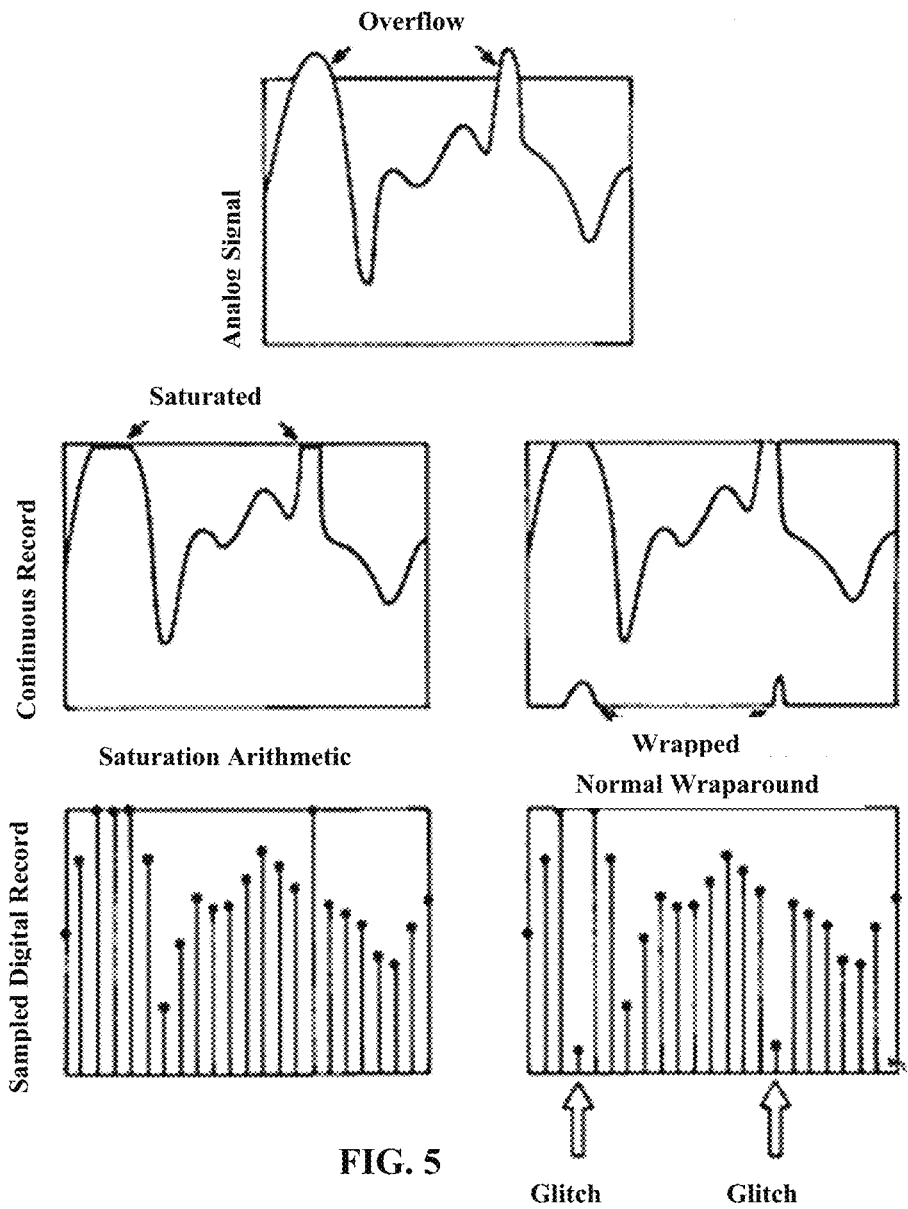 Overflow
Analog Signal
Saturated
Continuous Record
Wrapped
Saturation Arithmetic
Normal Wraparound
Sampled Digital Record
FIG. 5
Glitch
Glitch